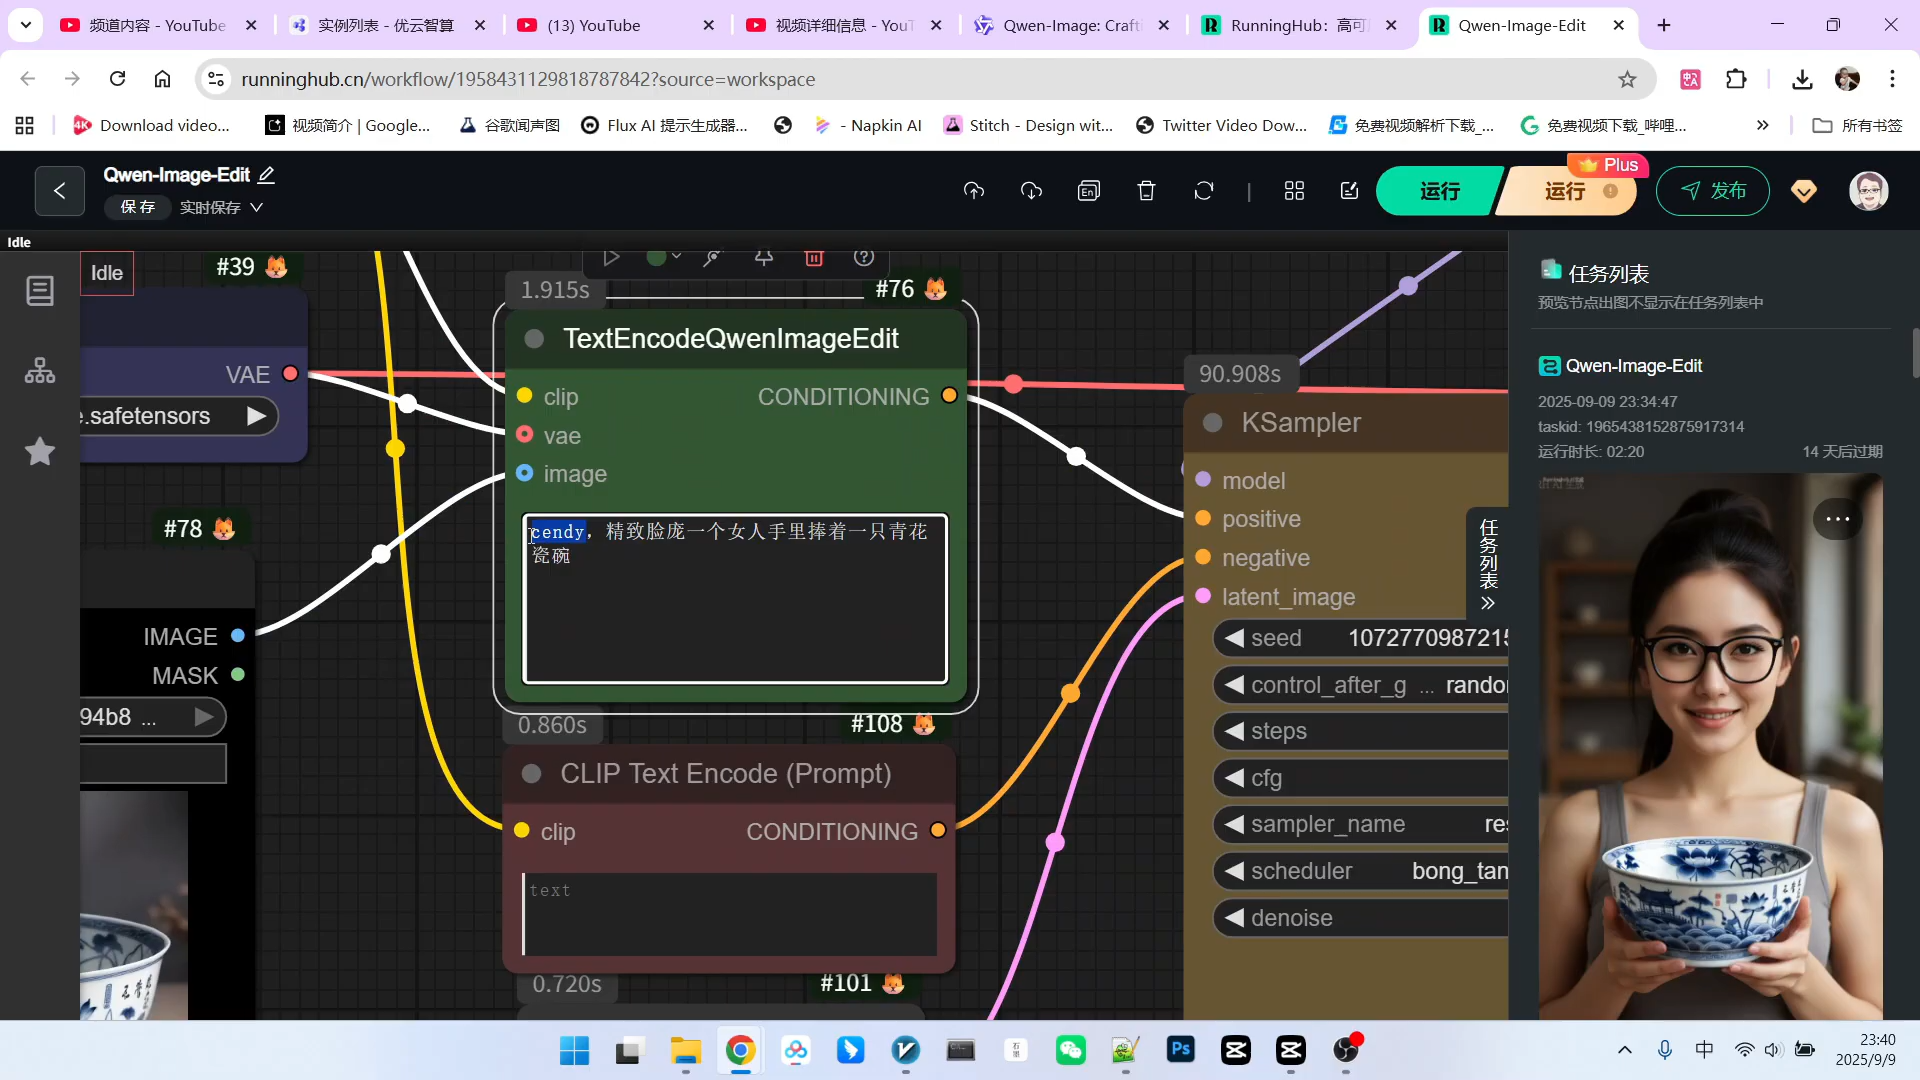 频道内容 - YouTube
实例列表 - 优云智算
(13) YouTube
视频详细信息 - YouT
Qwen-Image: Crafti
RunningHub：高可
Qwen-Image-Edit
runninghub.cn/workflow/1958431129818787842?source=workspace
Download video...
视频简介 | Google...
谷歌闻声图
Flux AI 提示生成器...
- Napkin AI
Stitch - Design wit...
Twitter Video Dow...
免费视频解析下载_...
免费视频下载_哔哩...
所有书签
Qwen-Image-Edit
保存
实时保存
En
运行
运行
Plus
发布
Idle
Idle
#39
VAE
e.safetensors
#78
IMAGE
MASK
94b8 ...
1.915s
#76
TextEncodeQwenImageEdit
clip
CONDITIONING
vae
image
cendy，精致脸庞一个女人手里捧着一只青花
瓷碗
0.860s
#108
CLIP Text Encode (Prompt)
clip
CONDITIONING
text
0.720s
#101
90.908s
KSampler
model
positive
negative
latent_image
seed 1072770987215
control_after_g ... random
steps
cfg
sampler_name res
scheduler bong_tan
denoise
任务列表
任务列表
预览节点出图不显示在任务列表中
Qwen-Image-Edit
2025-09-09 23:34:47
taskid: 1965438152875917314
运行时长: 02:20
14 天后过期
中
23:40
2025/9/9